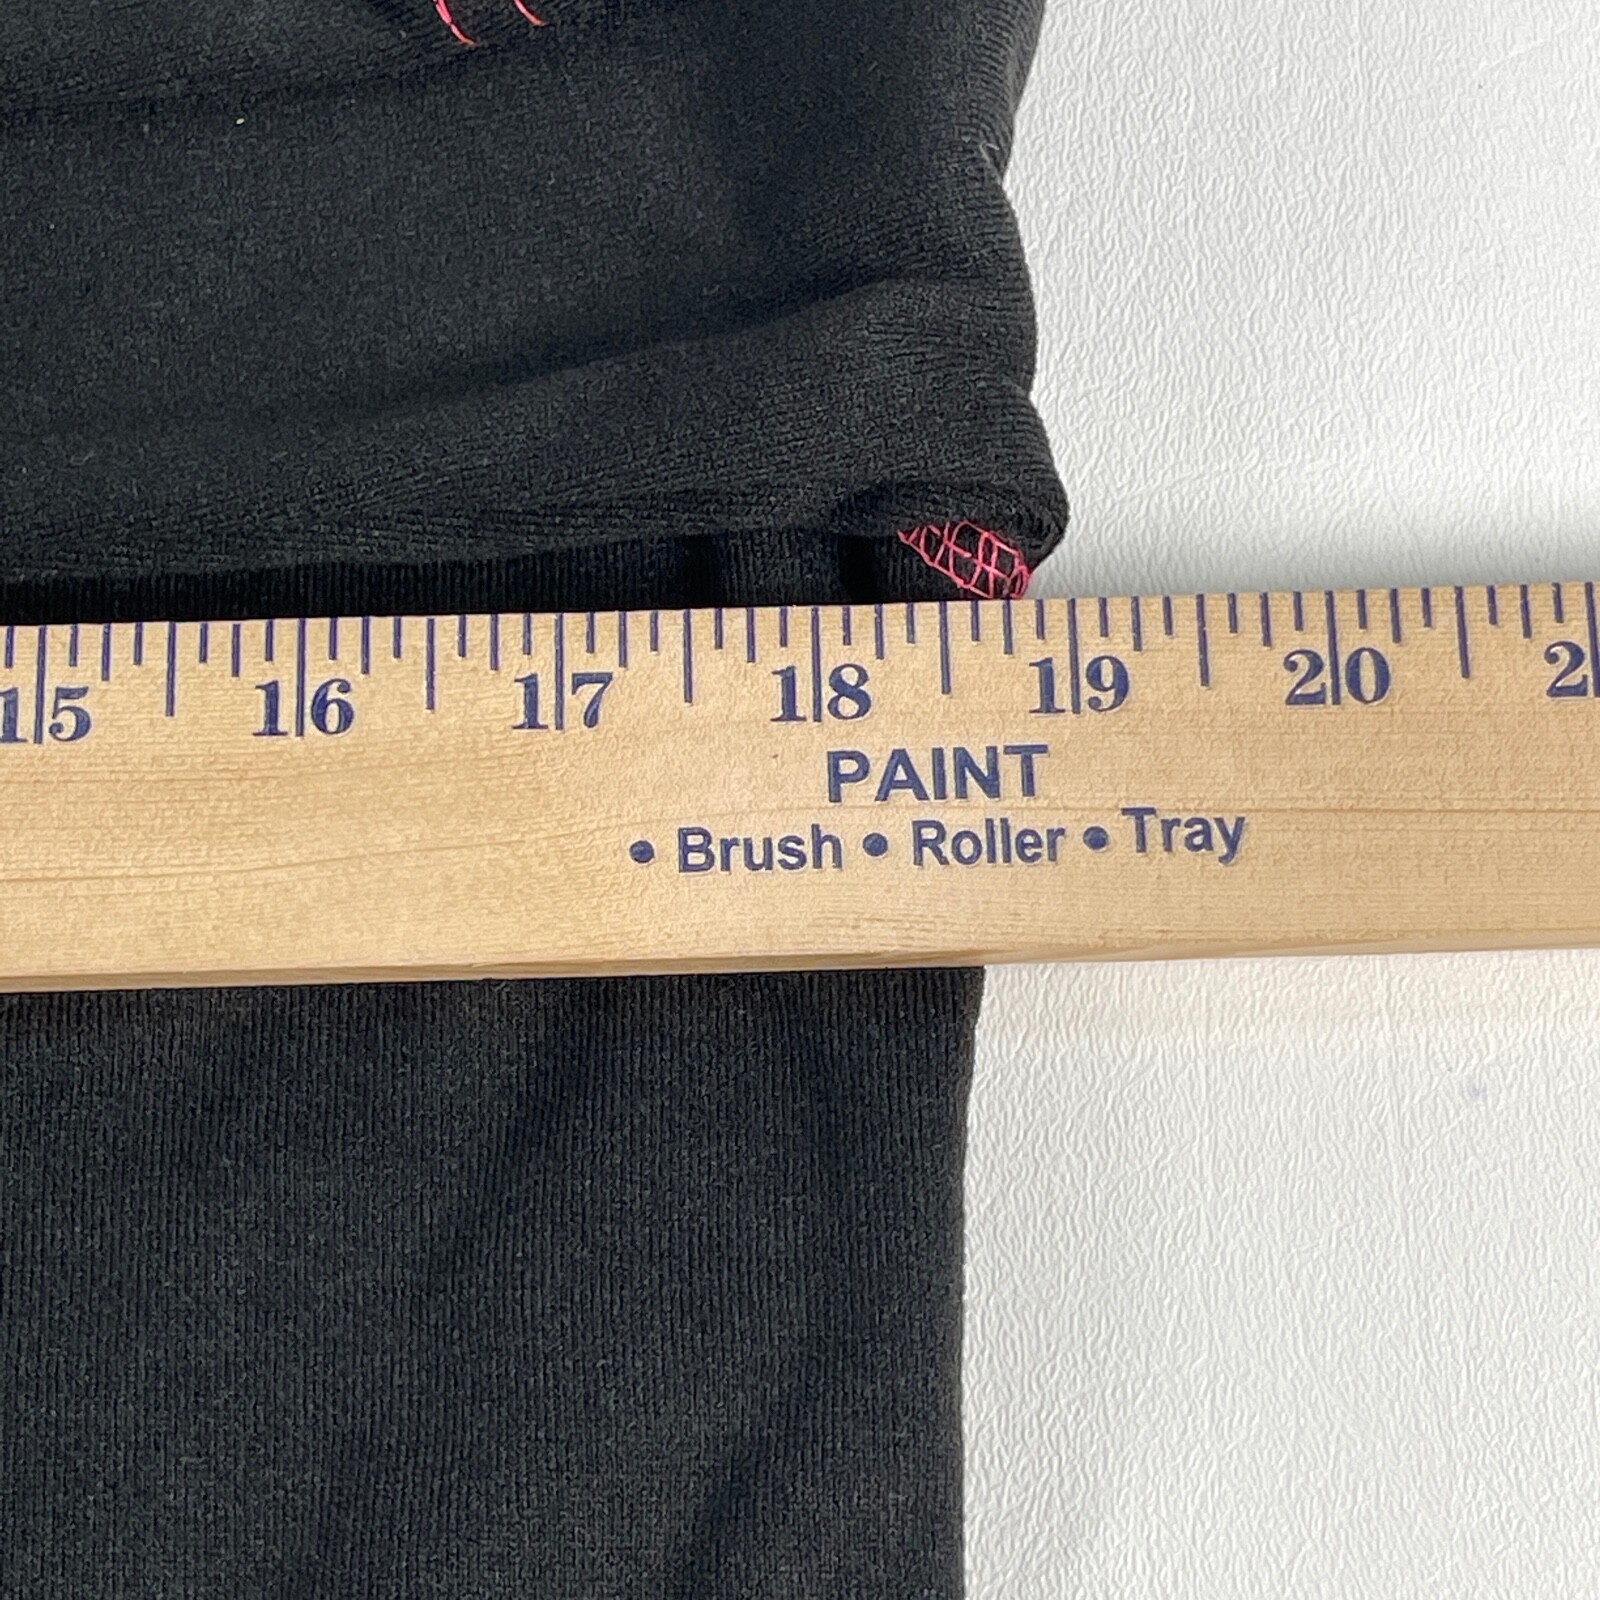 15 16 17 18 19 20 2
PAINT
• Brush • Roller • Tray